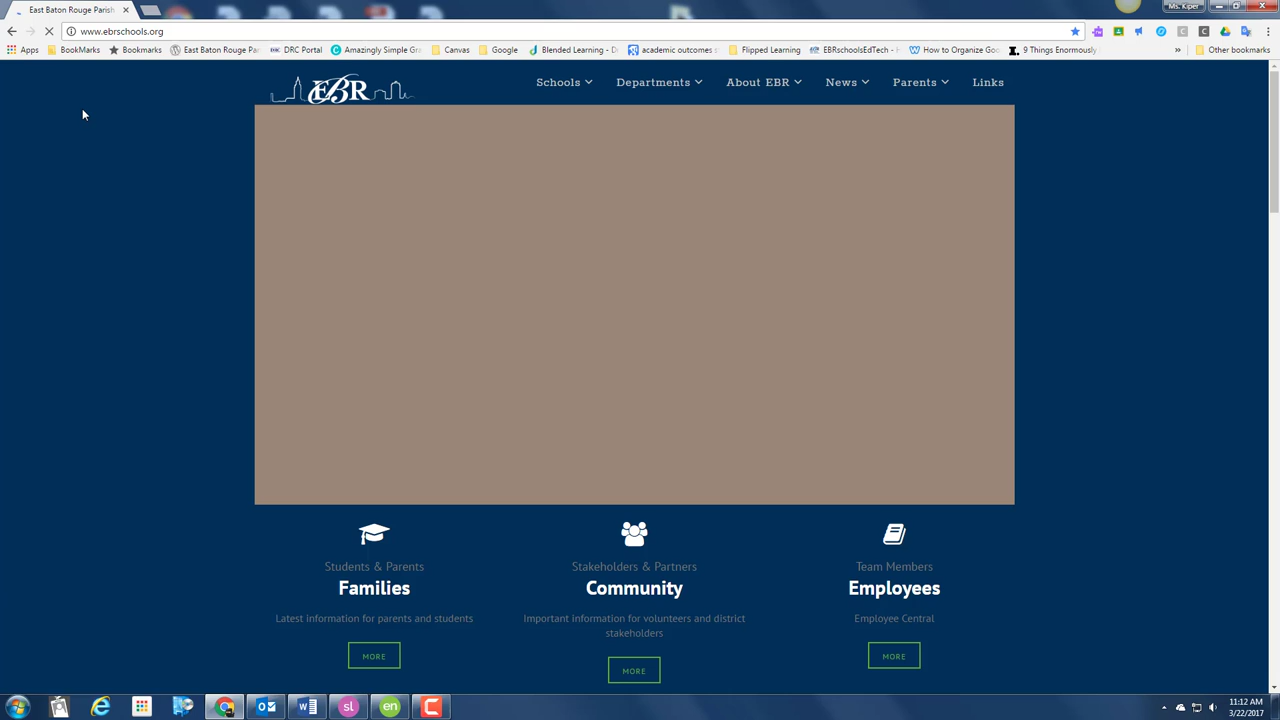 East Baton Rouge Parish
Ms. Kiper
www.ebrschools.org
Apps BookMarks Bookmarks East Baton Rouge Par DRC Portal Amazingly Simple Gra Canvas Google Blended Learning - De academic outcomes s Flipped Learning EBRschoolsEdTech - H How to Organize Goo 9 Things Enormously » Other bookmarks
EBR Schools Departments About EBR News Parents Links
Students & Parents
Families
Latest information for parents and students
MORE
Stakeholders & Partners
Community
Important information for volunteers and district
stakeholders
MORE
Team Members
Employees
Employee Central
MORE
sl en C
11:12 AM
3/22/2017